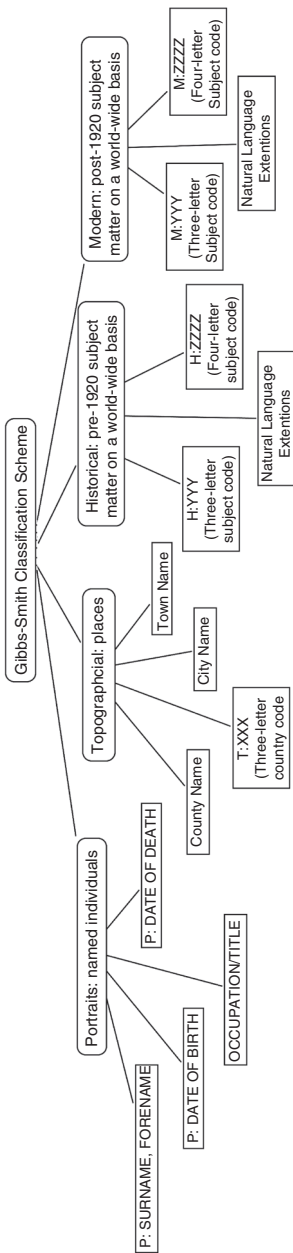 Gibbs-Smith Classification Scheme
Portraits: named individuals
P: SURNAME, FORENAME
P: DATE OF BIRTH
OCCUPATION/TITLE
P: DATE OF DEATH
Topographcial: places
County Name
T:XXX
(Three-letter
country code
City Name
Town Name
Historical: pre-1920 subject
matter on a world-wide basis
H:YYY
(Three-letter
subject code)
Natural Language
Extentions
H:ZZZZ
(Four-letter
subject code)
Modern: post-1920 subject
matter on a world-wide basis
M:YYY
(Three-letter
Subject code)
Natural Language
Extentions
M:ZZZZ
(Four-letter
Subject code)